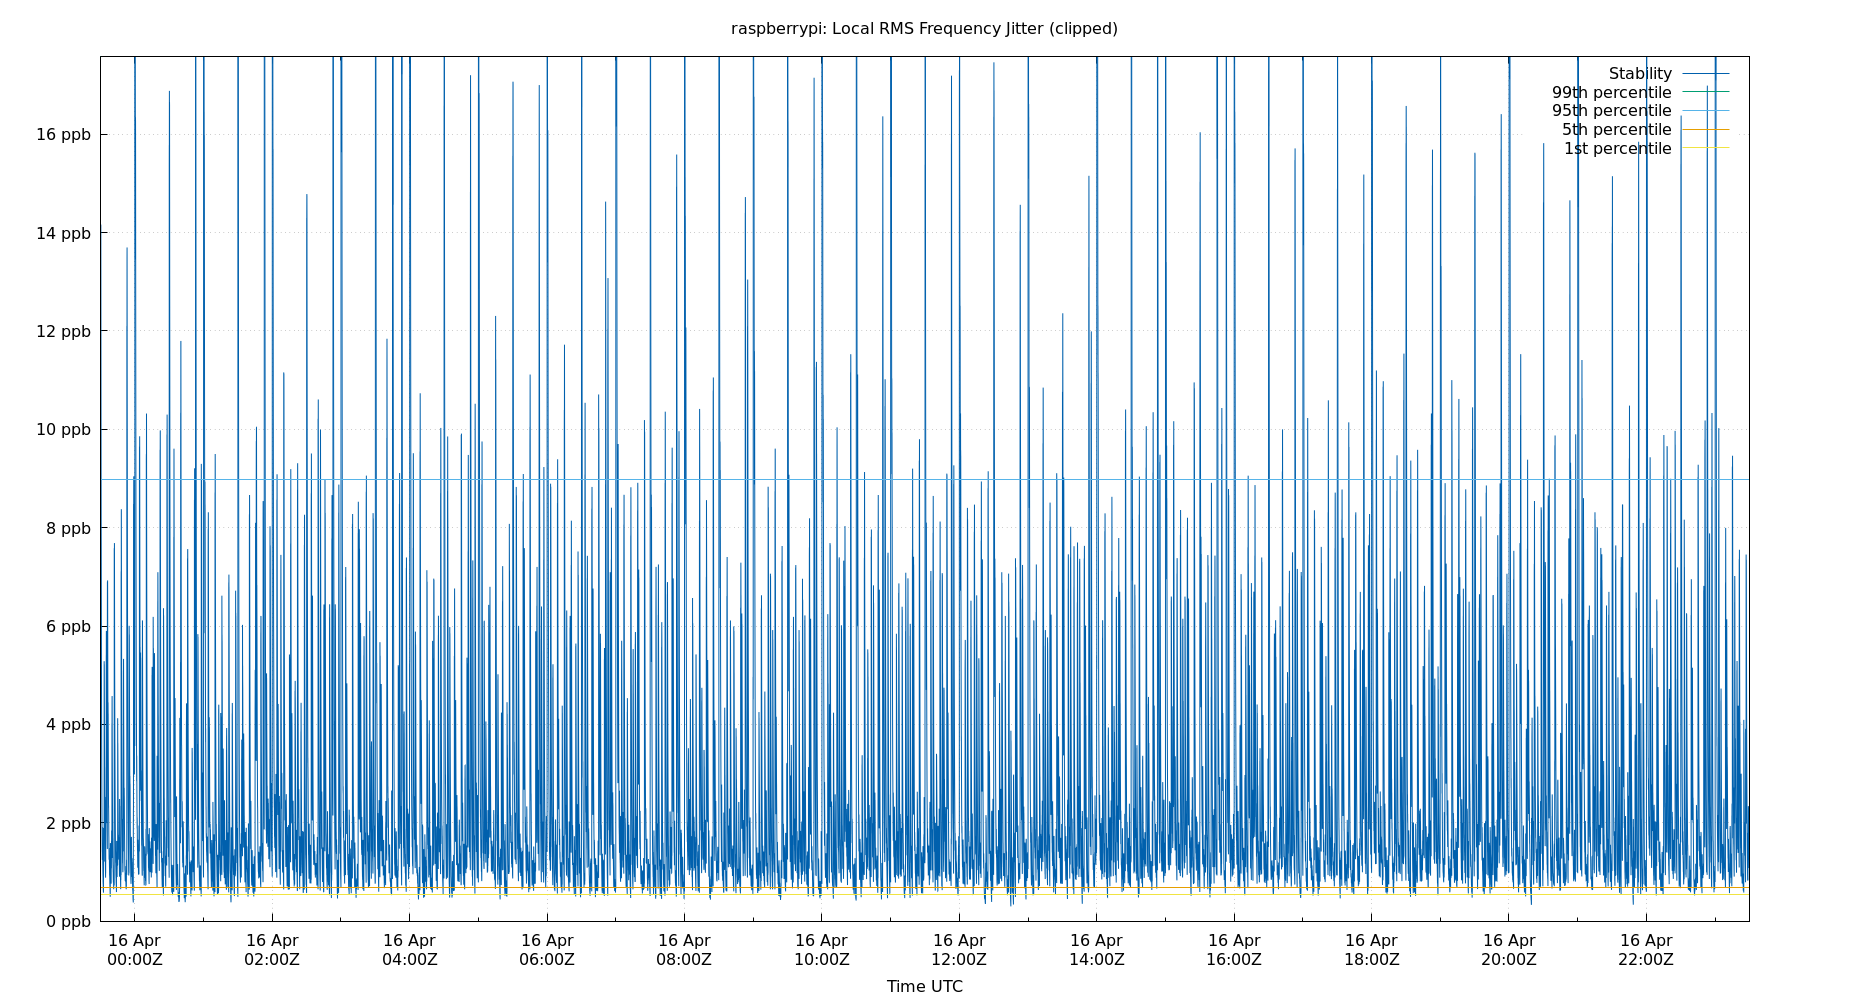 raspberrypi: Local RMS Frequency Jitter (clipped)
Stability
99th percentile
95th percentile
5th percentile
1st percentile
16 ppb
14 ppb
12 ppb
10 ppb
8 ppb
6 ppb
4 ppb
2 ppb
0 ppb
16 Apr 16 Apr 16 Apr 16 Apr 16 Apr 16 Apr 16 Apr 16 Apr 16 Apr 16 Apr 16 Apr 16 Apr
00:00Z 02:00Z 04:00Z 06:00Z 08:00Z 10:00Z 12:00Z 14:00Z 16:00Z 18:00Z 20:00Z 22:00Z
Time UTC